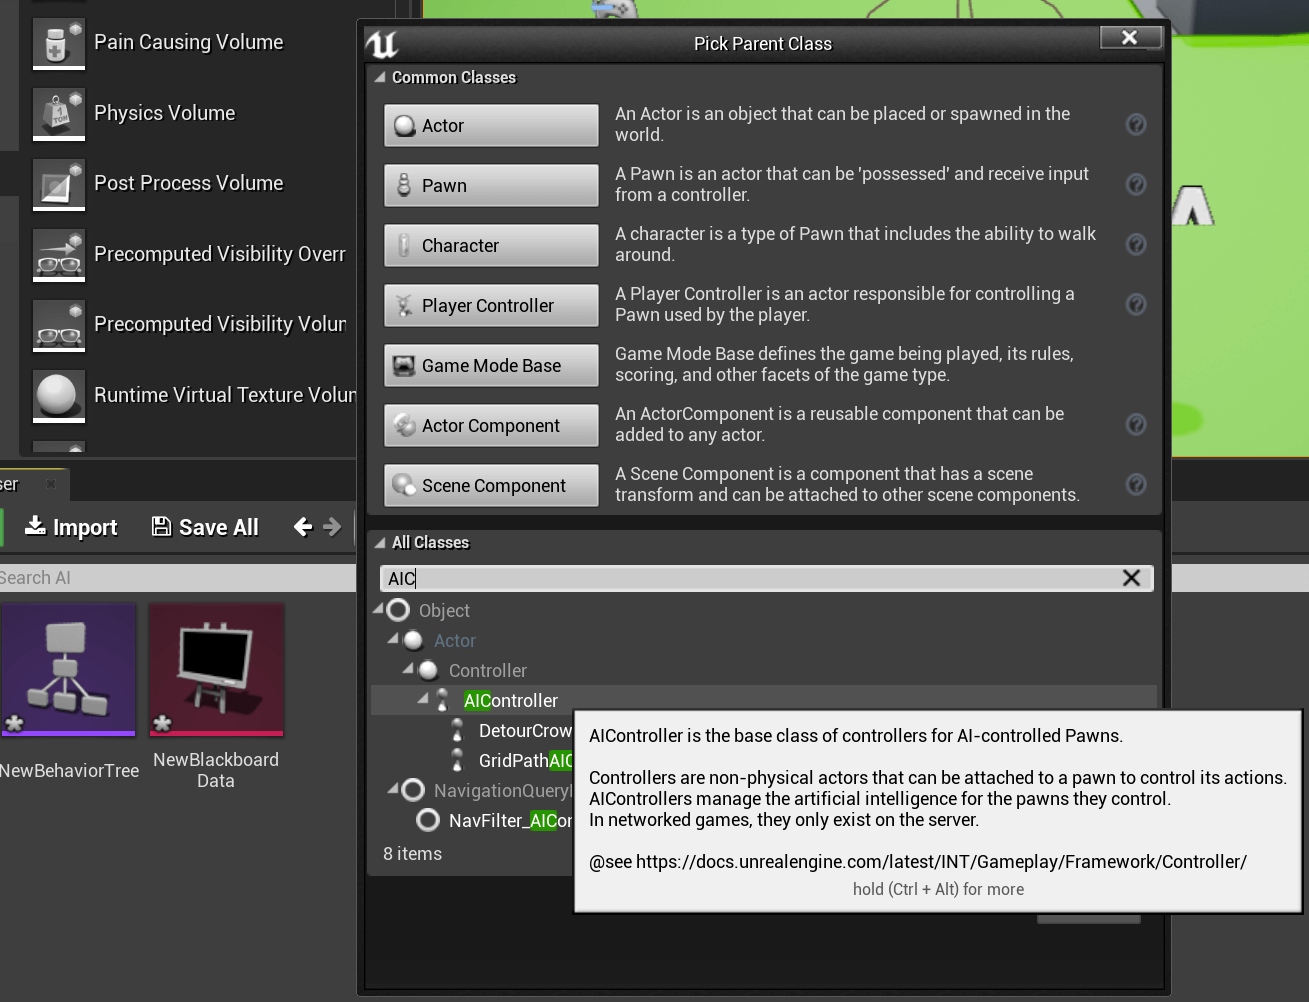 Pain Causing Volume
Physics Volume
Post Process Volume
Precomputed Visibility Overr
Precomputed Visibility Volur
Runtime Virtual Texture Volun
ser
Import
Save All
Search AI
NewBehaviorTree
NewBlackboard
Data
Pick Parent Class
Common Classes
Actor
An Actor is an object that can be placed or spawned in the
world.
Pawn
A Pawn is an actor that can be 'possessed' and receive input
from a controller.
Character
A character is a type of Pawn that includes the ability to walk
around.
Player Controller
A Player Controller is an actor responsible for controlling a
Pawn used by the player.
Game Mode Base
Game Mode Base defines the game being played, its rules,
scoring, and other facets of the game type.
Actor Component
An ActorComponent is a reusable component that can be
added to any actor.
Scene Component
A Scene Component is a component that has a scene
transform and can be attached to other scene components.
All Classes
AIC
Object
Actor
Controller
AIController
DetourCrow
GridPathAIC
NavigationQuery
NavFilter_AICon
8 items
AIController is the base class of controllers for AI-controlled Pawns.
Controllers are non-physical actors that can be attached to a pawn to control its actions.
AIControllers manage the artificial intelligence for the pawns they control.
In networked games, they only exist on the server.
@see https://docs.unrealengine.com/latest/INT/Gameplay/Framework/Controller/
hold (Ctrl + Alt) for more